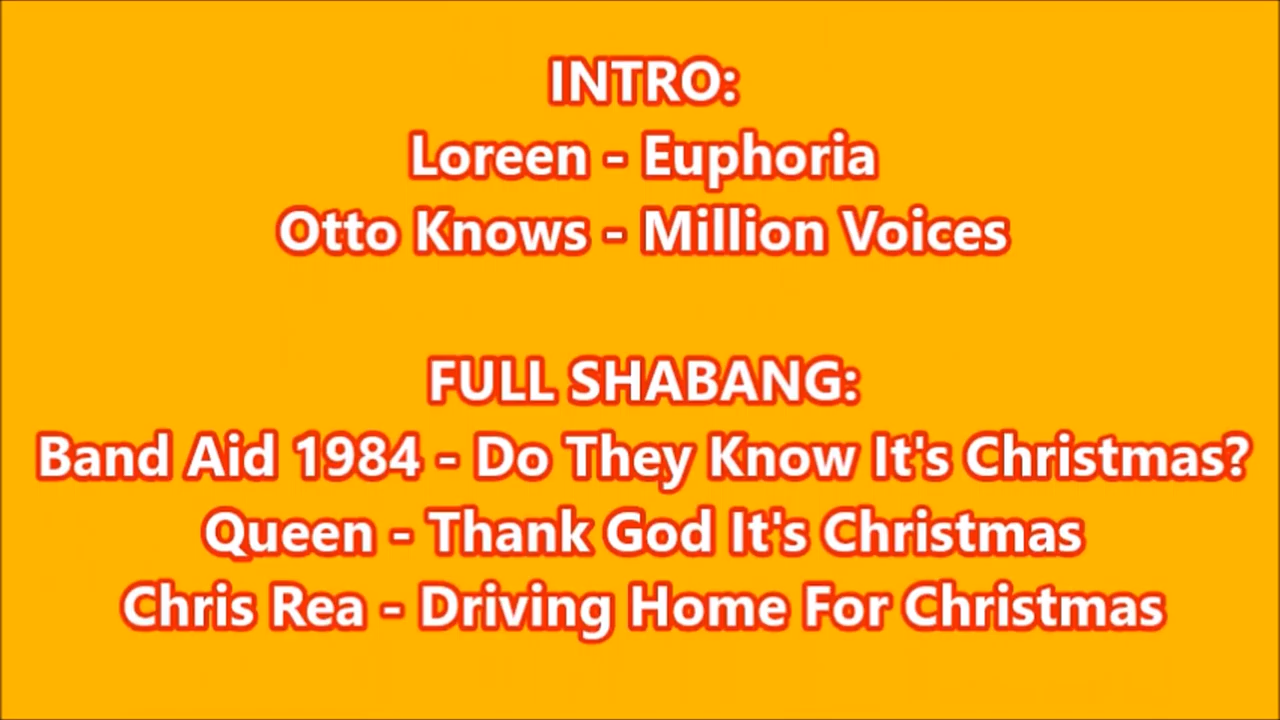 INTRO:
Loreen - Euphoria
Otto Knows - Million Voices
FULL SHABANG:
Band Aid 1984 - Do They Know It's Christmas?
Queen - Thank God It's Christmas
Chris Rea - Driving Home For Christmas